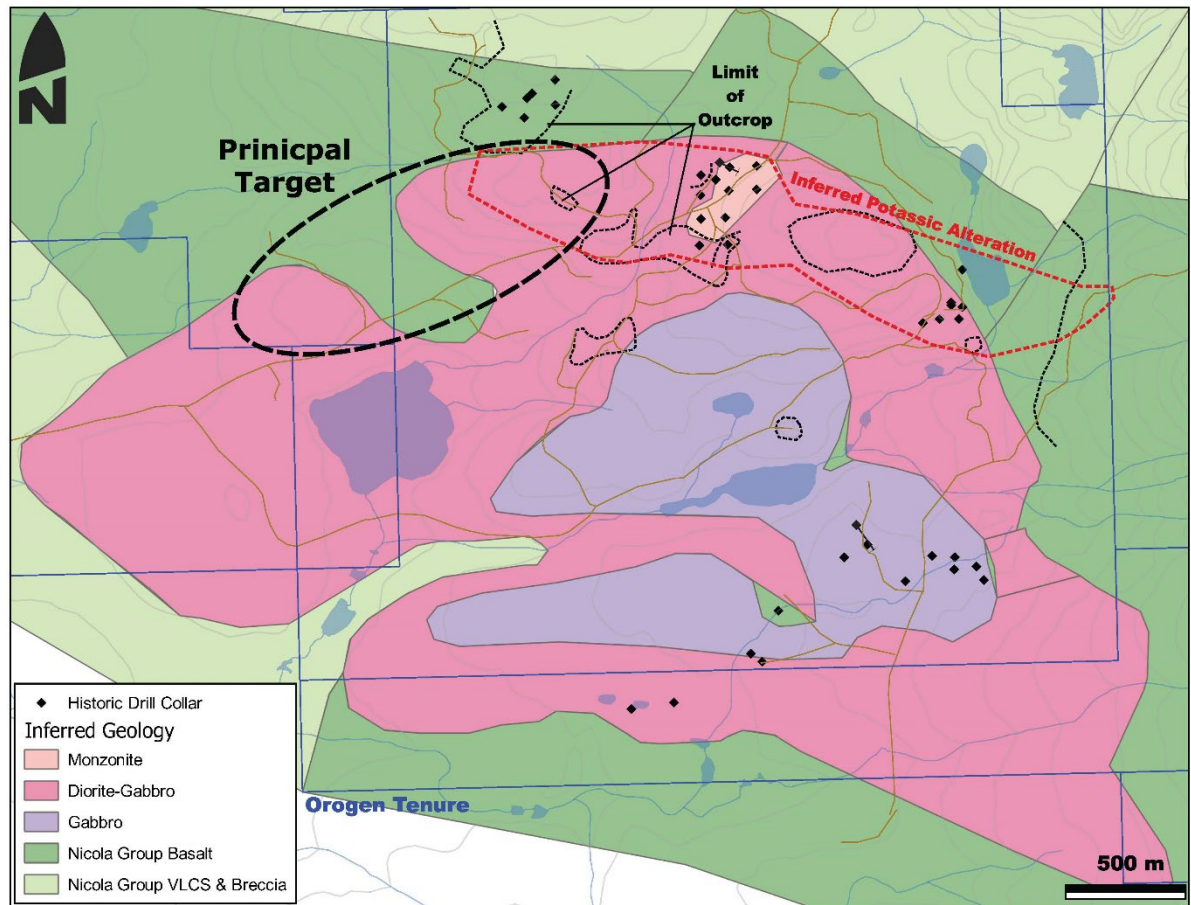 N
Limit
of
Outcrop
Prinicpal
Target
Inferred Potassic Alteration
Historic Drill Collar
Inferred Geology
Monzonite
Diorite-Gabbro
Gabbro
Nicola Group Basalt
Nicola Group VLCS & Breccia
Orogen Tenure
500 m